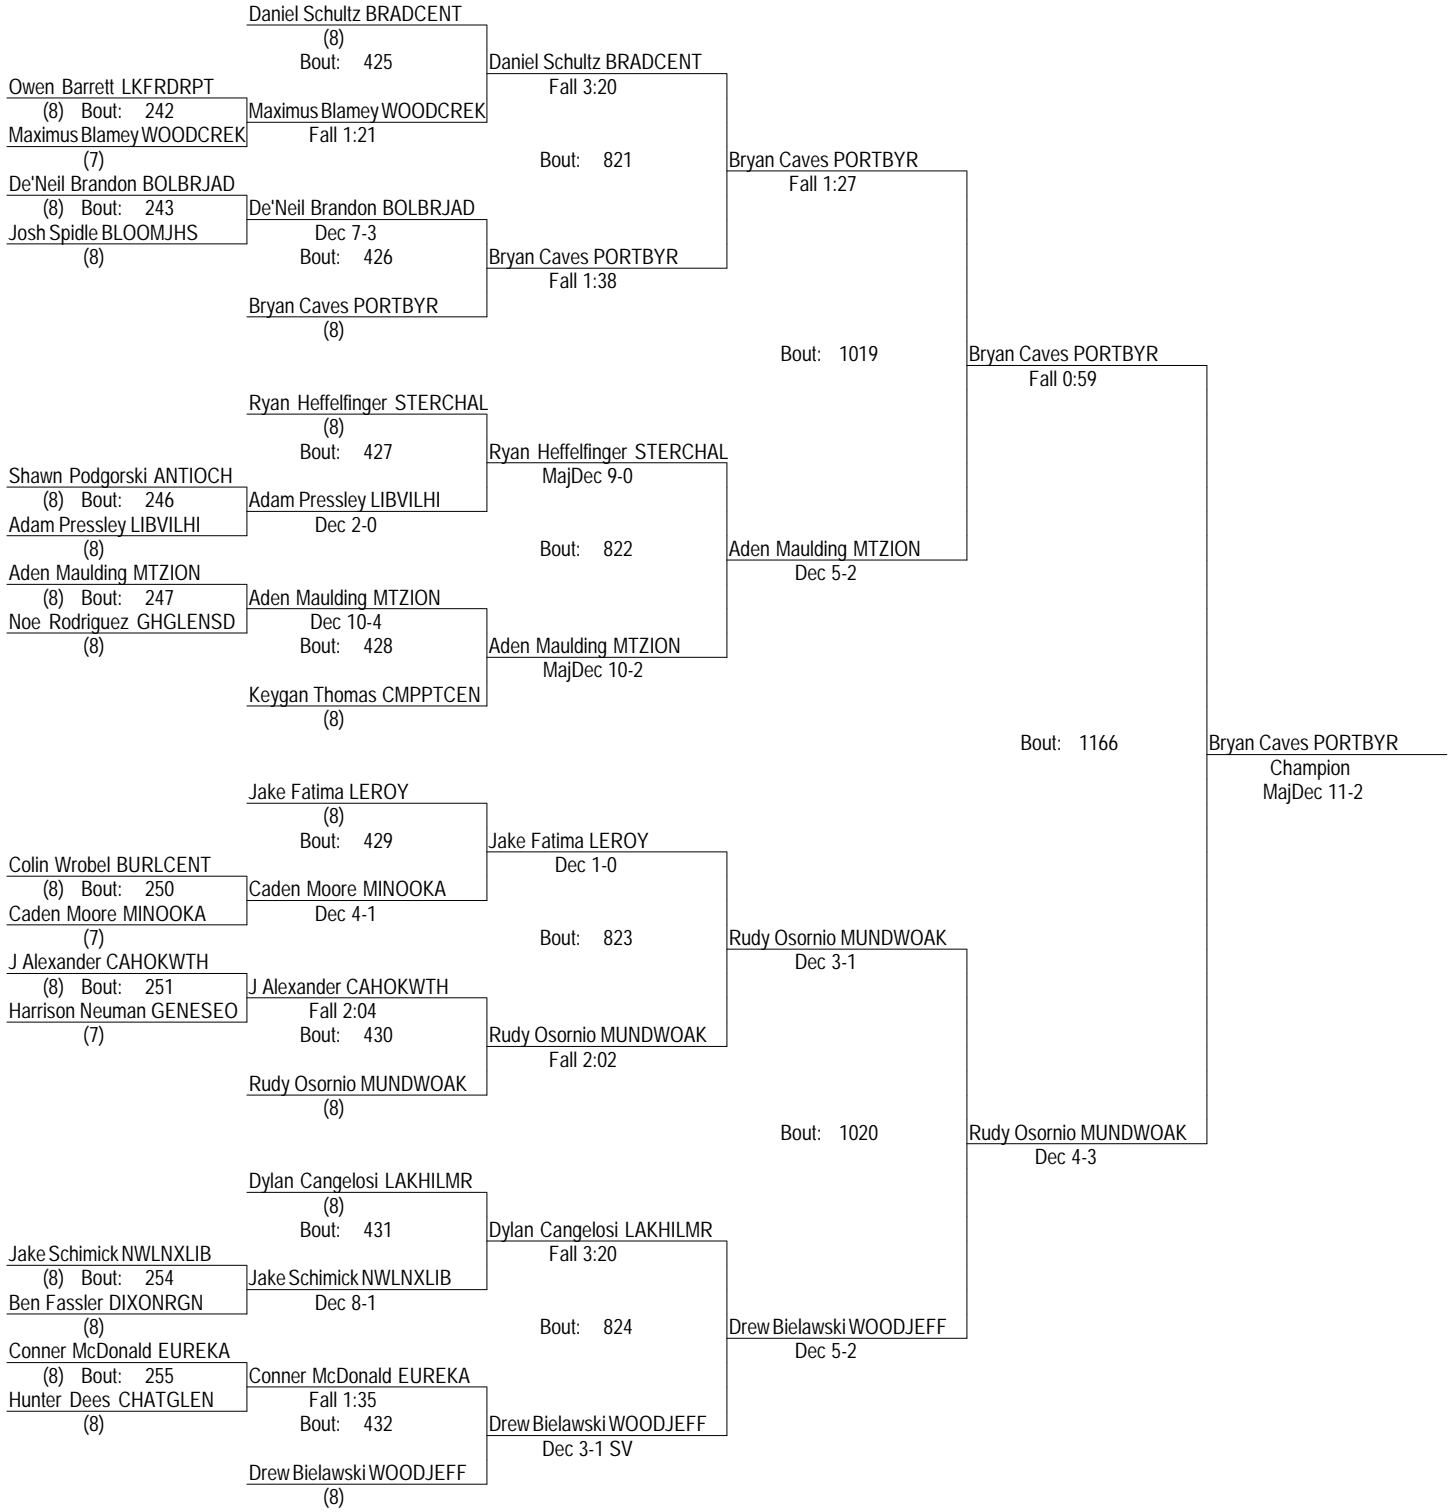 Daniel Schultz BRADCENT
(8)
Bout: 425
Daniel Schultz BRADCENT
Fall 3:20
Owen Barrett LKFRDRPT
(8) Bout: 242
Maximus Blamey WOODCREK
Maximus Blamey WOODCREK
Fall 1:21
(7)
Bout: 821
Bryan Caves PORTBYR
Fall 1:27
De'Neil Brandon BOLBRJAD
(8) Bout: 243
De'Neil Brandon BOLBRJAD
Josh Spidle BLOOMJHS
Dec 7-3
(8)
Bout: 426
Bryan Caves PORTBYR
Fall 1:38
Bryan Caves PORTBYR
(8)
Bout: 1019
Bryan Caves PORTBYR
Fall 0:59
Ryan Heffelfinger STERCHAL
(8)
Bout: 427
Ryan Heffelfinger STERCHAL
MajDec 9-0
Shawn Podgorski ANTIOCH
(8) Bout: 246
Adam Pressley LIBVILHI
Adam Pressley LIBVILHI
Dec 2-0
(8)
Bout: 822
Aden Maulding MTZION
Dec 5-2
Aden Maulding MTZION
(8) Bout: 247
Aden Maulding MTZION
Noe Rodriguez GHGLENSD
Dec 10-4
(8)
Bout: 428
Aden Maulding MTZION
MajDec 10-2
Keygan Thomas CMPPTCEN
(8)
Bout: 1166
Bryan Caves PORTBYR
Champion
MajDec 11-2
Jake Fatima LEROY
(8)
Bout: 429
Jake Fatima LEROY
Dec 1-0
Colin Wrobel BURLCENT
(8) Bout: 250
Caden Moore MINOOKA
Caden Moore MINOOKA
Dec 4-1
(7)
Bout: 823
Rudy Osornio MUNDWOAK
Dec 3-1
J Alexander CAHOKWTH
(8) Bout: 251
J Alexander CAHOKWTH
Harrison Neuman GENESEO
Fall 2:04
(7)
Bout: 430
Rudy Osornio MUNDWOAK
Fall 2:02
Rudy Osornio MUNDWOAK
(8)
Bout: 1020
Rudy Osornio MUNDWOAK
Dec 4-3
Dylan Cangelosi LAKHILMR
(8)
Bout: 431
Dylan Cangelosi LAKHILMR
Fall 3:20
Jake Schimick NWLNXLIB
(8) Bout: 254
Jake Schimick NWLNXLIB
Ben Fassler DIXONRGN
Dec 8-1
(8)
Bout: 824
Drew Bielawski WOODJEFF
Dec 5-2
Conner McDonald EUREKA
(8) Bout: 255
Conner McDonald EUREKA
Hunter Dees CHATGLEN
Fall 1:35
(8)
Bout: 432
Drew Bielawski WOODJEFF
Dec 3-1 SV
Drew Bielawski WOODJEFF
(8)